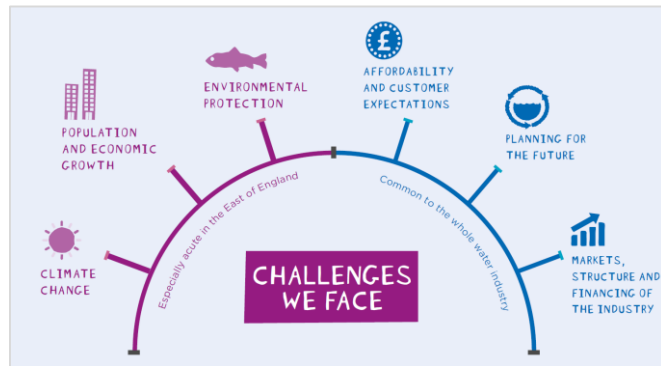 CLIMATE
CHANGE
POPULATION
AND ECONOMIC
GROWTH
ENVIRONMENTAL
PROTECTION
£
AFFORDABILITY
AND CUSTOMER
EXPECTATIONS
PLANNING FOR
THE FUTURE
MARKETS,
STRUCTURE AND
FINANCING OF
THE INDUSTRY
Especially acute in the East of England
Common to the whole water industry
CHALLENGES
WE FACE